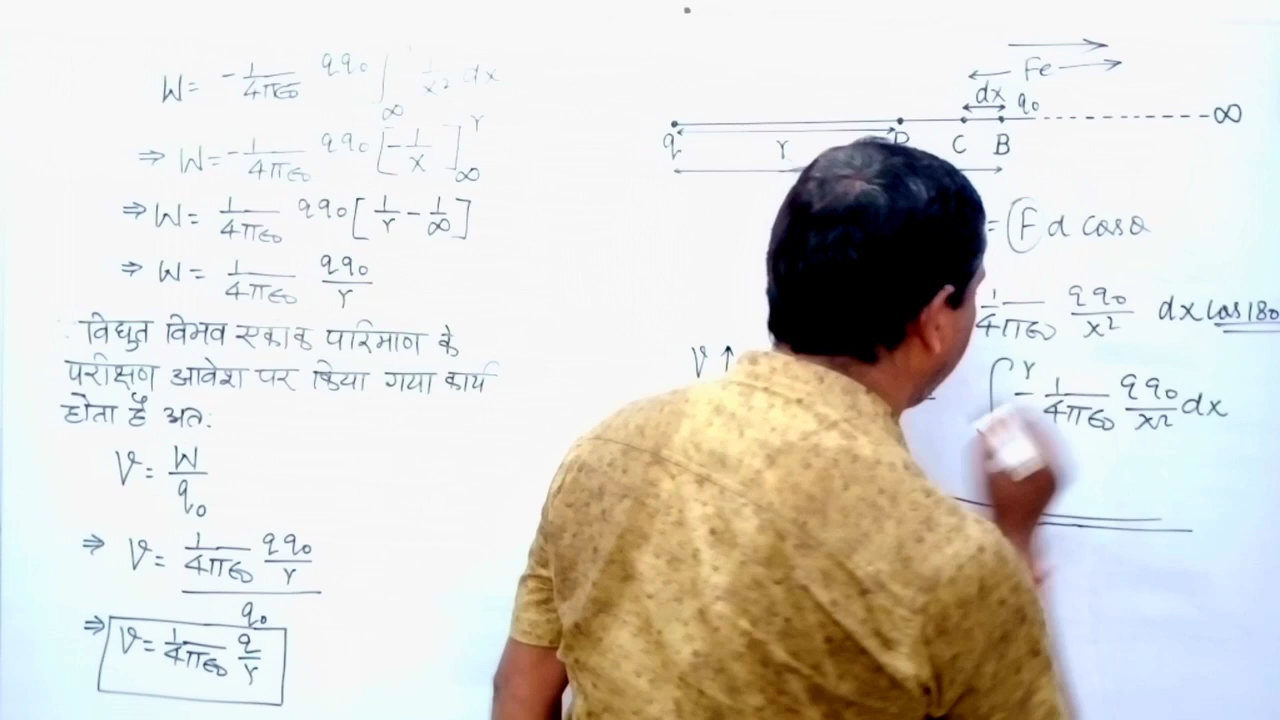 W = -1/4πϵ₀ qq₀ ∫∞ 1/x² dx
⇒ W = -1/4πϵ₀ qq₀ [-1/x]∞^r
⇒ W = 1/4πϵ₀ qq₀ [1/r - 1/∞]
⇒ W = 1/4πϵ₀ qq₀/r
विद्युत विभव एकांक परिमाण के
परीक्षण आवेश पर किया गया कार्य
होता है अत:
V = W/q₀
⇒ V = 1/4πϵ₀ qq₀/r / q₀
⇒ V = 1/4πϵ₀ q/r
Fe
dx q₀ ∞
q r P C B
= F d cosθ
1/4πϵ₀ qq₀/x² dx cos180
V ↑
∫^r - 1/4πϵ₀ qq₀/x² dx